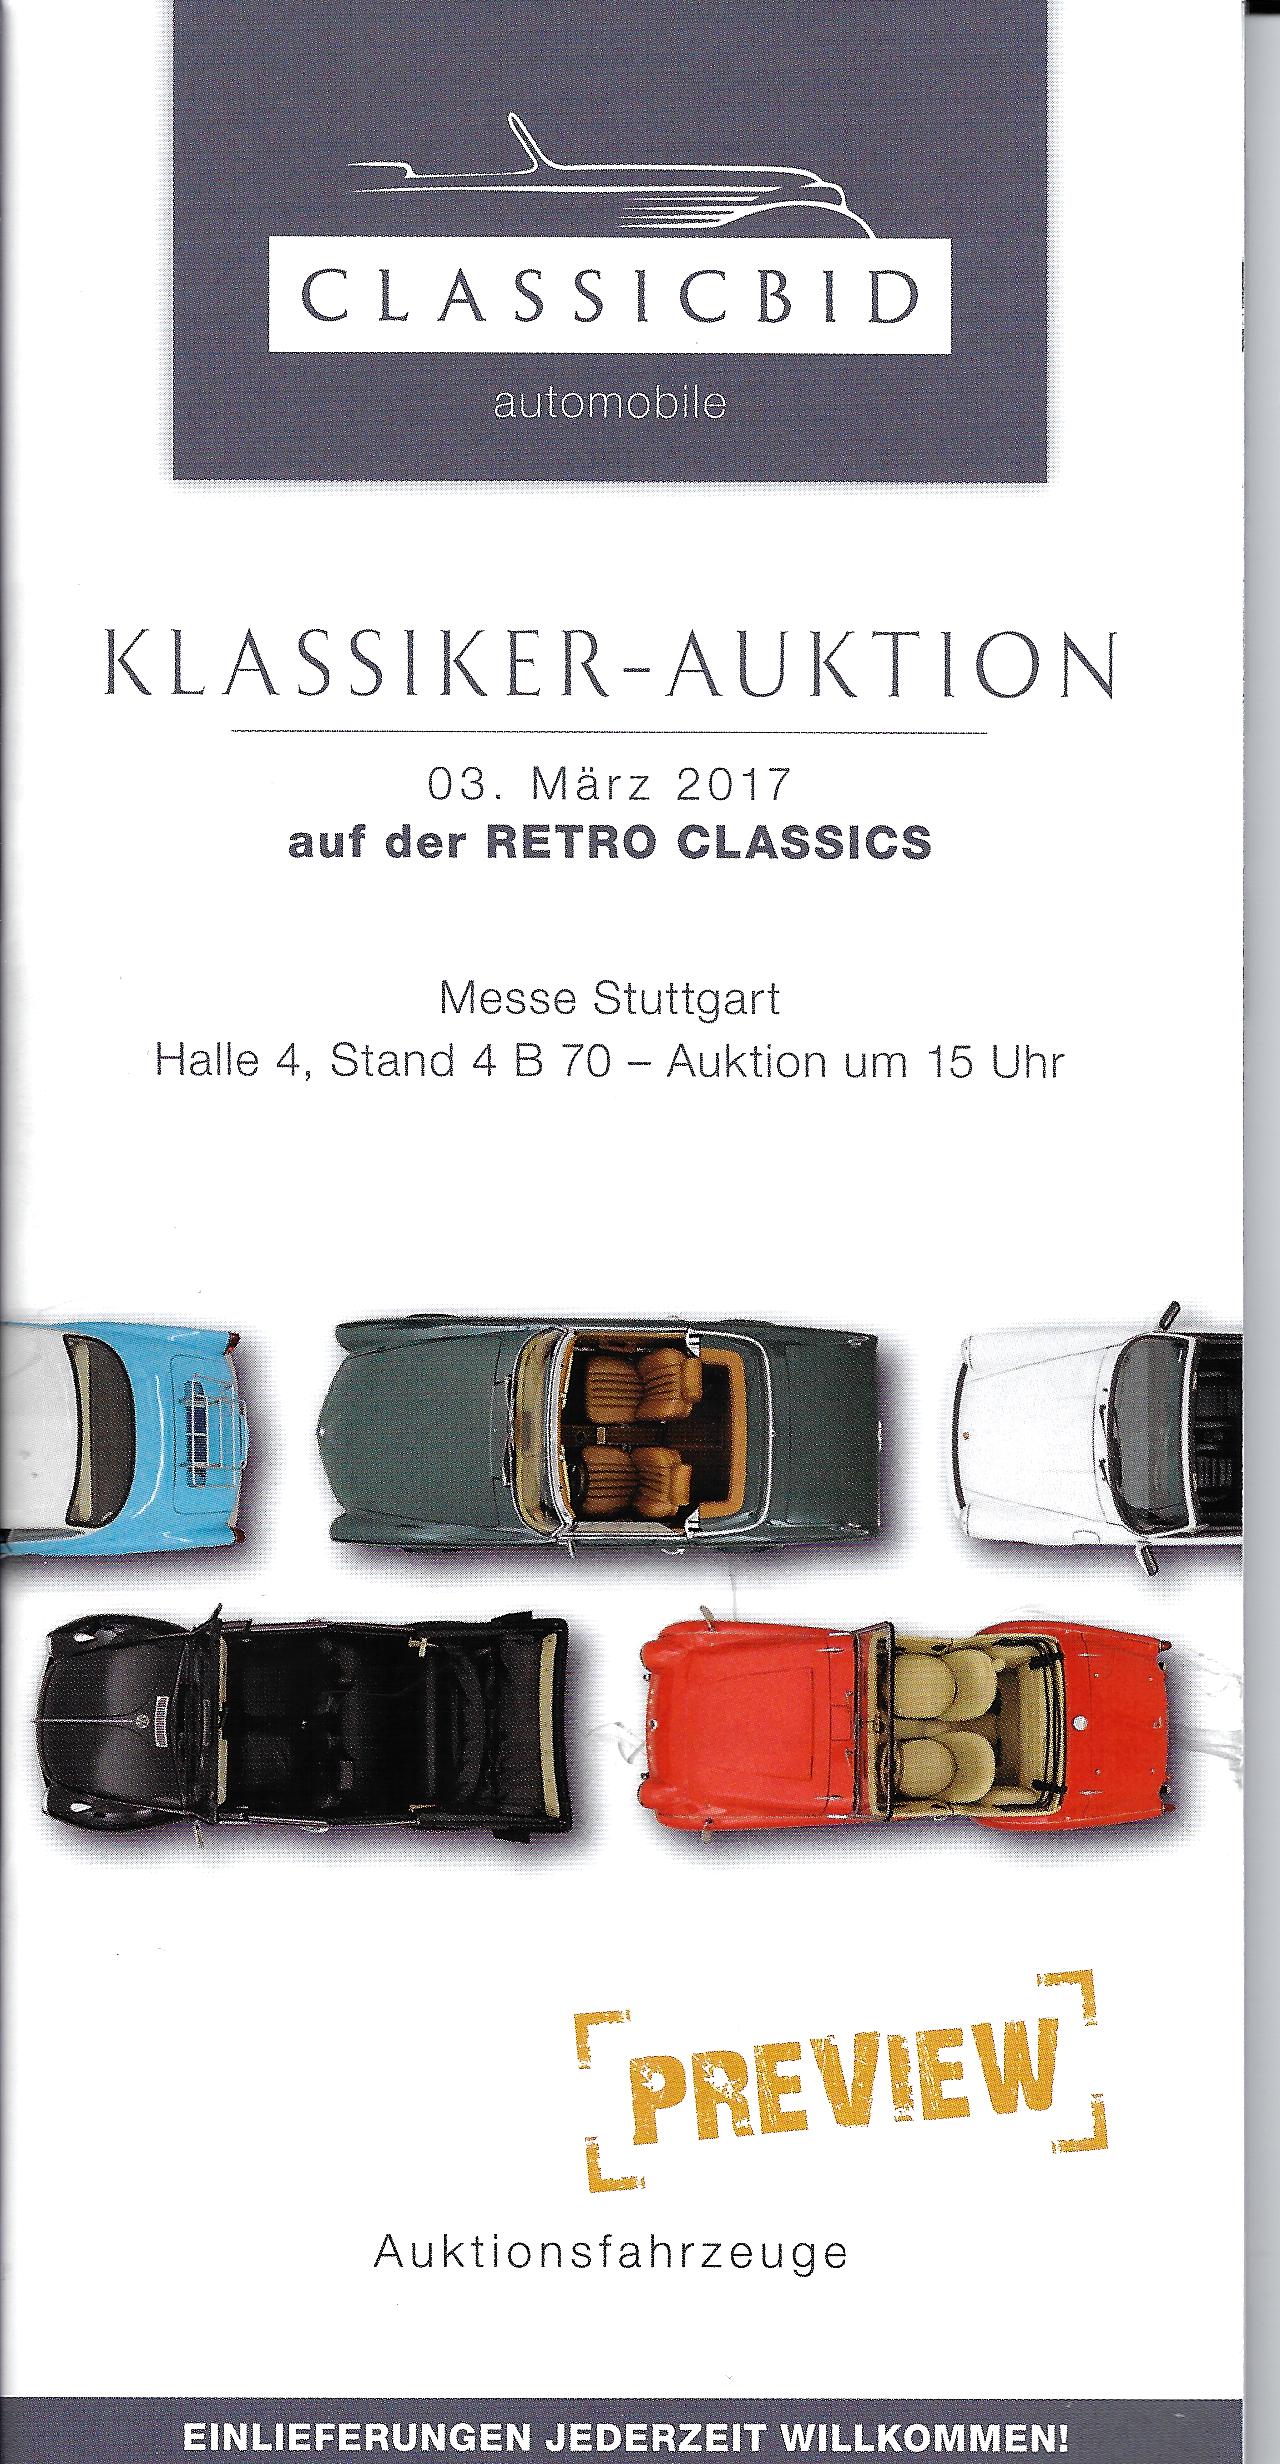 CLASSICBID
automobile
KLASSIKER-AUKTION
03. März 2017
auf der RETRO CLASSICS
Messe Stuttgart
Halle 4, Stand 4 B 70 – Auktion um 15 Uhr
PREVIEW
Auktionsfahrzeuge
EINLIEFERUNGEN JEDERZEIT WILLKOMMEN!